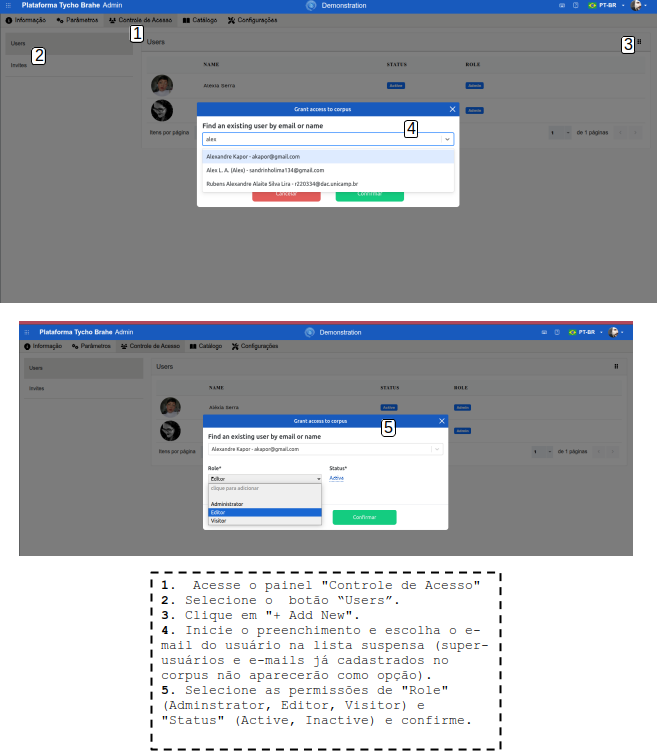 Plataforma Tycho Brahe Admin
Demonstration
PT-BR
Informação Parâmetros Controle de Acesso Catálogo Configurações
1
Users
Users
2
3
Invites
NAME STATUS ROLE
Alexia Serra Active Admin
Admin
Itens por página
1 de 1 páginas
Grant access to corpus
Find an existing user by email or name
4
alex
Alexandre Kapor - akapor@gmail.com
Alex L. A. (Alex) - sandrinholima134@gmail.com
Rubens Alexandre Alaite Silva Lira - r220334@dac.unicamp.br
Cancelar Confirmar
Plataforma Tycho Brahe Admin
Demonstration
PT-BR
Informação Parâmetros Controle de Acesso Catálogo Configurações
Users
Users
Invites
NAME STATUS ROLE
Aléxia Serra Active Admin
Admin
Itens por página
1 de 1 páginas
Grant access to corpus
5
Find an existing user by email or name
Alexandre Kapor - akapor@gmail.com
Role* Status*
Editor Active
clique para adicionar
Administrator
Editor
Visitor
Confirmar
1. Acesse o painel "Controle de Acesso"
2. Selecione o botão “Users”.
3. Clique em "+ Add New".
4. Inicie o preenchimento e escolha o e-
mail do usuário na lista suspensa (super-
usuários e e-mails já cadastrados no
corpus não aparecerão como opção).
5. Selecione as permissões de "Role"
(Adminstrator, Editor, Visitor) e
"Status" (Active, Inactive) e confirme.